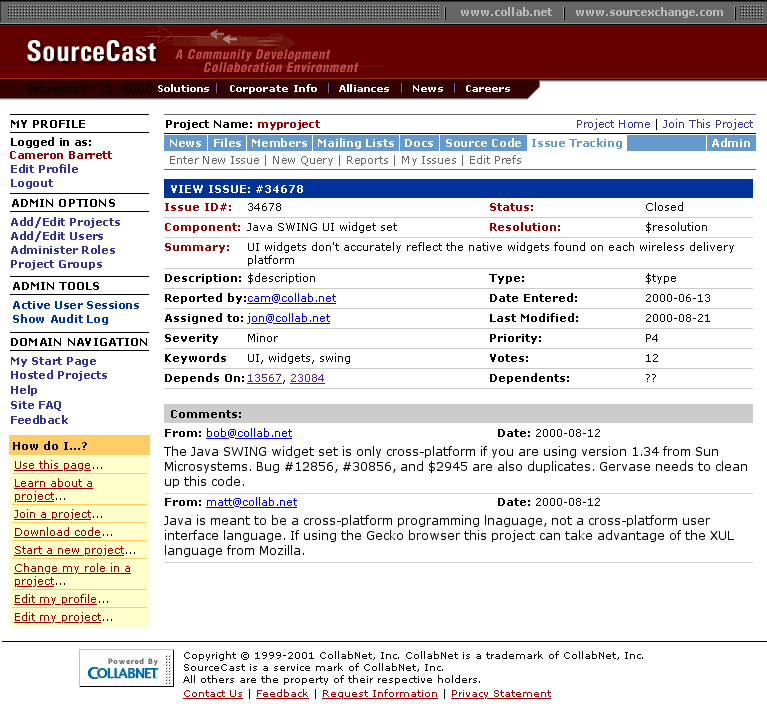 www.collab.net | www.sourcexchange.com
SourceCast
A Community Development
Collaboration Environment
November 15, 2000
Solutions | Corporate Info | Alliances | News | Careers
MY PROFILE
Logged in as:
Cameron Barrett
Edit Profile
Logout
ADMIN OPTIONS
Add/Edit Projects
Add/Edit Users
Administer Roles
Project Groups
ADMIN TOOLS
Active User Sessions
Show Audit Log
DOMAIN NAVIGATION
My Start Page
Hosted Projects
Help
Site FAQ
Feedback
How do I...?
Use this page...
Learn about a
project...
Join a project...
Download code...
Start a new project...
Change my role in a
project...
Edit my profile...
Edit my project...
Project Name: myproject
Project Home | Join This Project
News | Files | Members | Mailing Lists | Docs | Source Code | Issue Tracking | Admin
Enter New Issue | New Query | Reports | My Issues | Edit Prefs
VIEW ISSUE: #34678
Issue ID#: 34678 Status: Closed
Component: Java SWING UI widget set Resolution: $resolution
Summary: UI widgets don't accurately reflect the native widgets found on each wireless delivery
platform
Description: $description Type: $type
Reported by: cam@collab.net Date Entered: 2000-06-13
Assigned to: jon@collab.net Last Modified: 2000-08-21
Severity Minor Priority: P4
Keywords UI, widgets, swing Votes: 12
Depends On: 13567, 23084 Dependents: ??
Comments:
From: bob@collab.net Date: 2000-08-12
The Java SWING widget set is only cross-platform if you are using version 1.34 from Sun
Microsystems. Bug #12856, #30856, and $2945 are also duplicates. Gervase needs to clean
up this code.
From: matt@collab.net Date: 2000-08-12
Java is meant to be a cross-platform programming lnaguage, not a cross-platform user
interface language. If using the Gecko browser this project can take advantage of the XUL
language from Mozilla.
Powered By
COLLABNET
Copyright © 1999-2001 CollabNet, Inc. CollabNet is a trademark of CollabNet, Inc.
SourceCast is a service mark of CollabNet, Inc.
All others are the property of their respective holders.
Contact Us | Feedback | Request Information | Privacy Statement